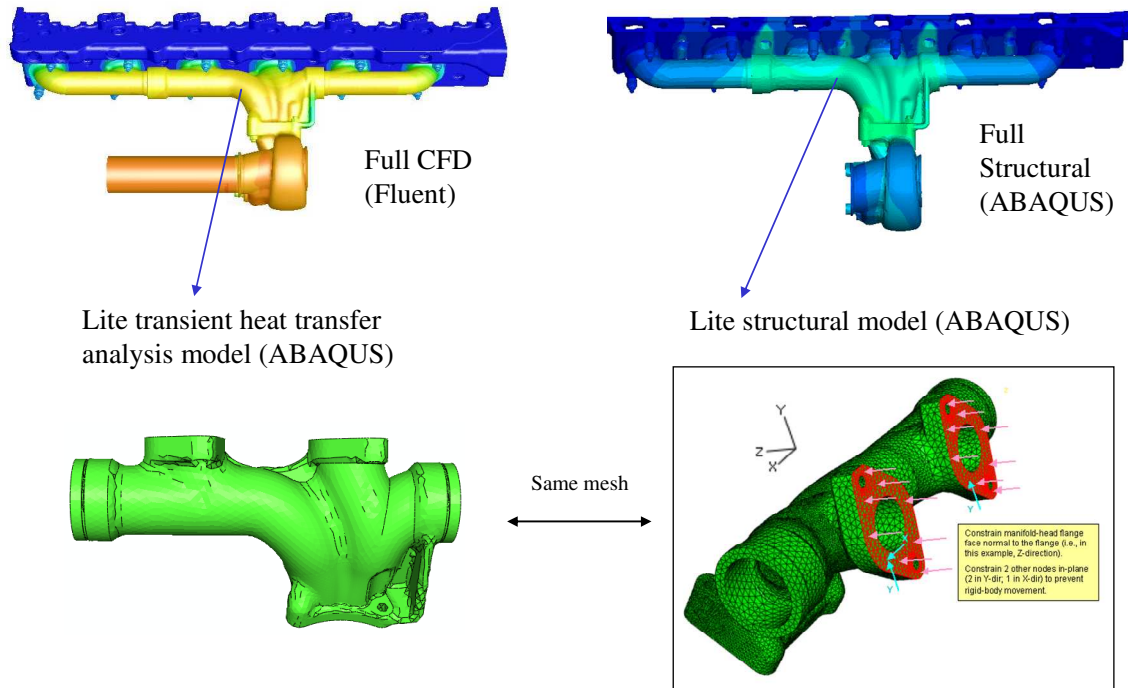 Full CFD
(Fluent)
Full
Structural
(ABAQUS)
Lite transient heat transfer
analysis model (ABAQUS)
Lite structural model (ABAQUS)
Same mesh
Y
Z
X
Z
Y
X
Y
Constrain manifold-head flange
face normal to the flange (i.e., in
this example, Z-direction).
Constrain 2 other nodes in-plane
(2 in Y-dir; 1 in X-dir) to prevent
rigid-body movement.